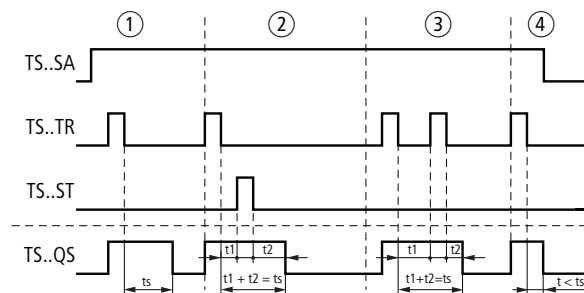 ① ② ③ ④
TS..SA
TS..TR
TS..ST
t1 t2 t1 t2
TS..QS
ts t1 + t2 = ts t1+t2=ts t < ts